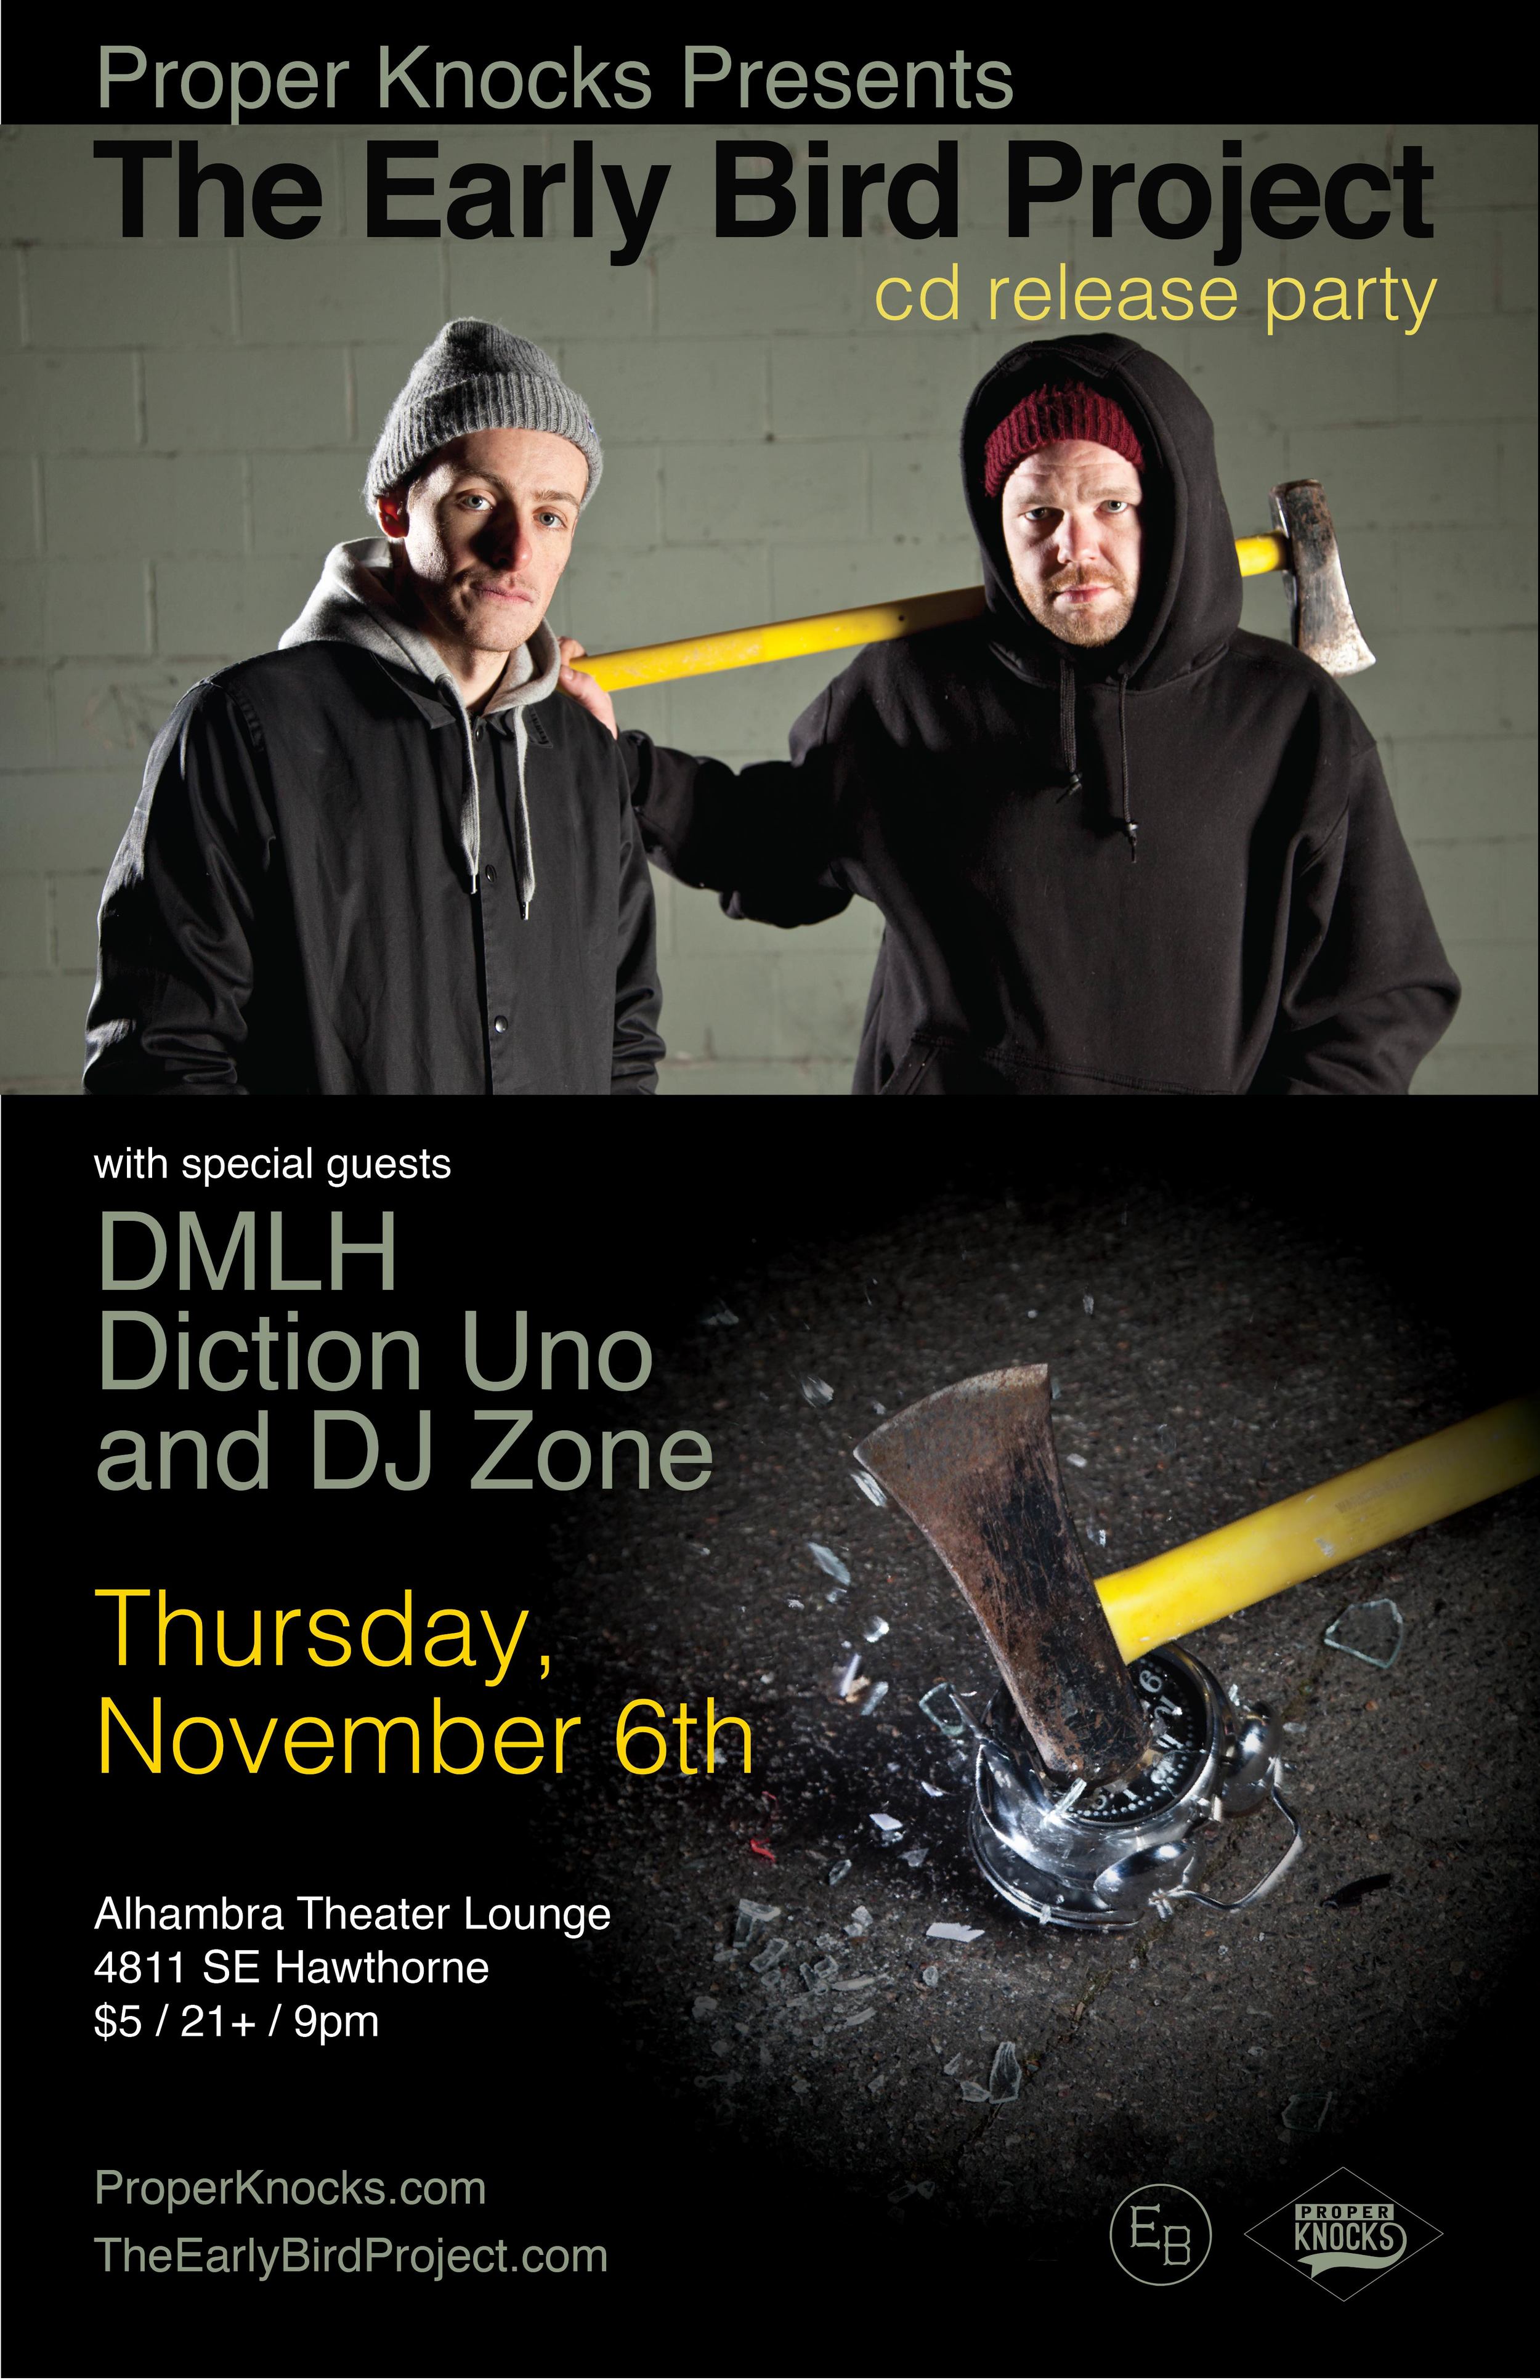 Proper Knocks Presents
The Early Bird Project
cd release party
with special guests
DMLH
Diction Uno
and DJ Zone
Thursday,
November 6th
Alhambra Theater Lounge
4811 SE Hawthorne
$5 / 21+ / 9pm
ProperKnocks.com
TheEarlyBirdProject.com
EB
PROPER
KNOCKS